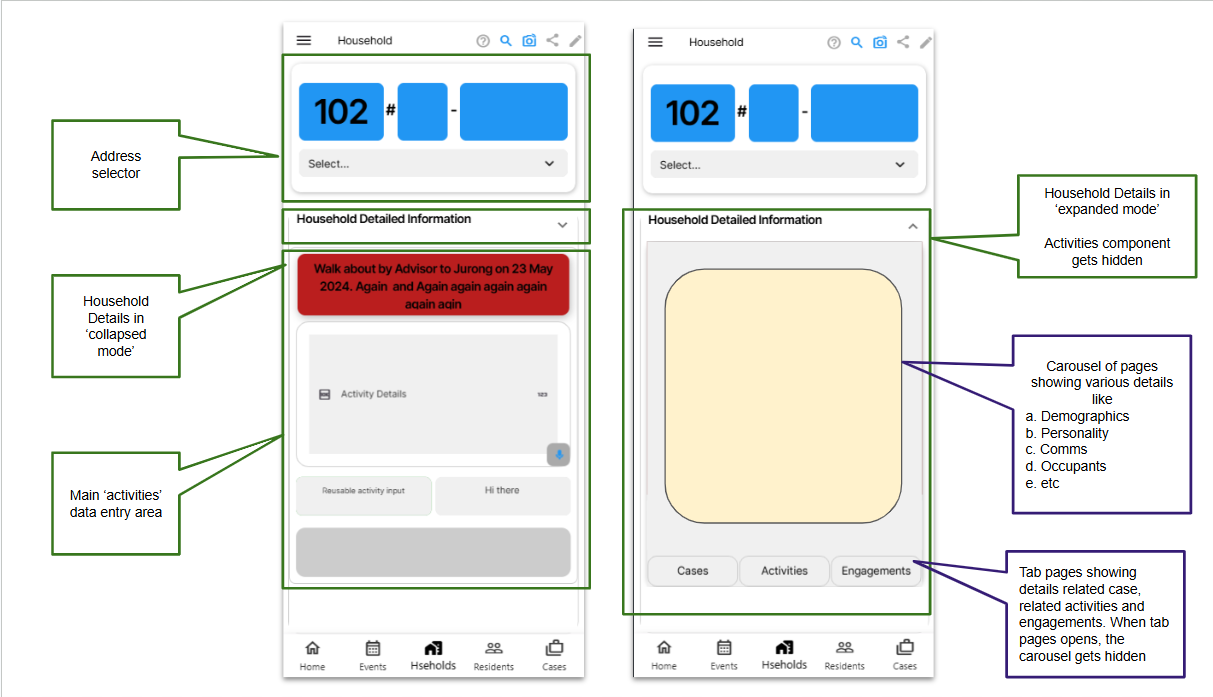 Address
selector
Household
Details in
‘collapsed
mode’
Main ‘activities’
data entry area
Household
102 # -
Select...
Household Detailed Information
Walk about by Advisor to Jurong on 23 May
2024. Again and Again again again again
again agin
Activity Details
123
Reusable activity input
Hi there
Home
Events
Hseholds
Residents
Cases
Household
102 # -
Select...
Household Detailed Information
Cases
Activities
Engagements
Home
Events
Hseholds
Residents
Cases
Household Details in
‘expanded mode’
Activities component
gets hidden
Carousel of pages
showing various details
like
a. Demographics
b. Personality
c. Comms
d. Occupants
e. etc
Tab pages showing
details related case,
related activities and
engagements. When tab
pages opens, the
carousel gets hidden